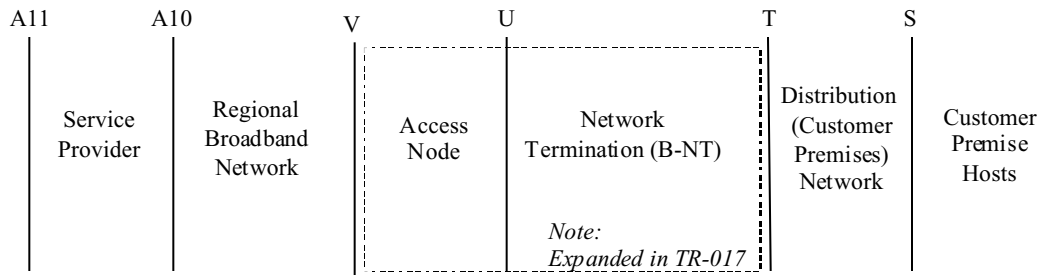 A11
A10
V
U
T
S
Service
Provider
Regional
Broadband
Network
Access
Node
Network
Termination (B-NT)
Note:
Expanded in TR-017
Distribution
(Customer
Premises)
Network
Customer
Premise
Hosts